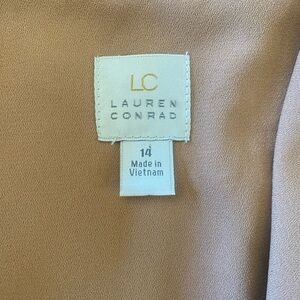 LC
LAUREN
CONRAD
14
Made in
Vietnam